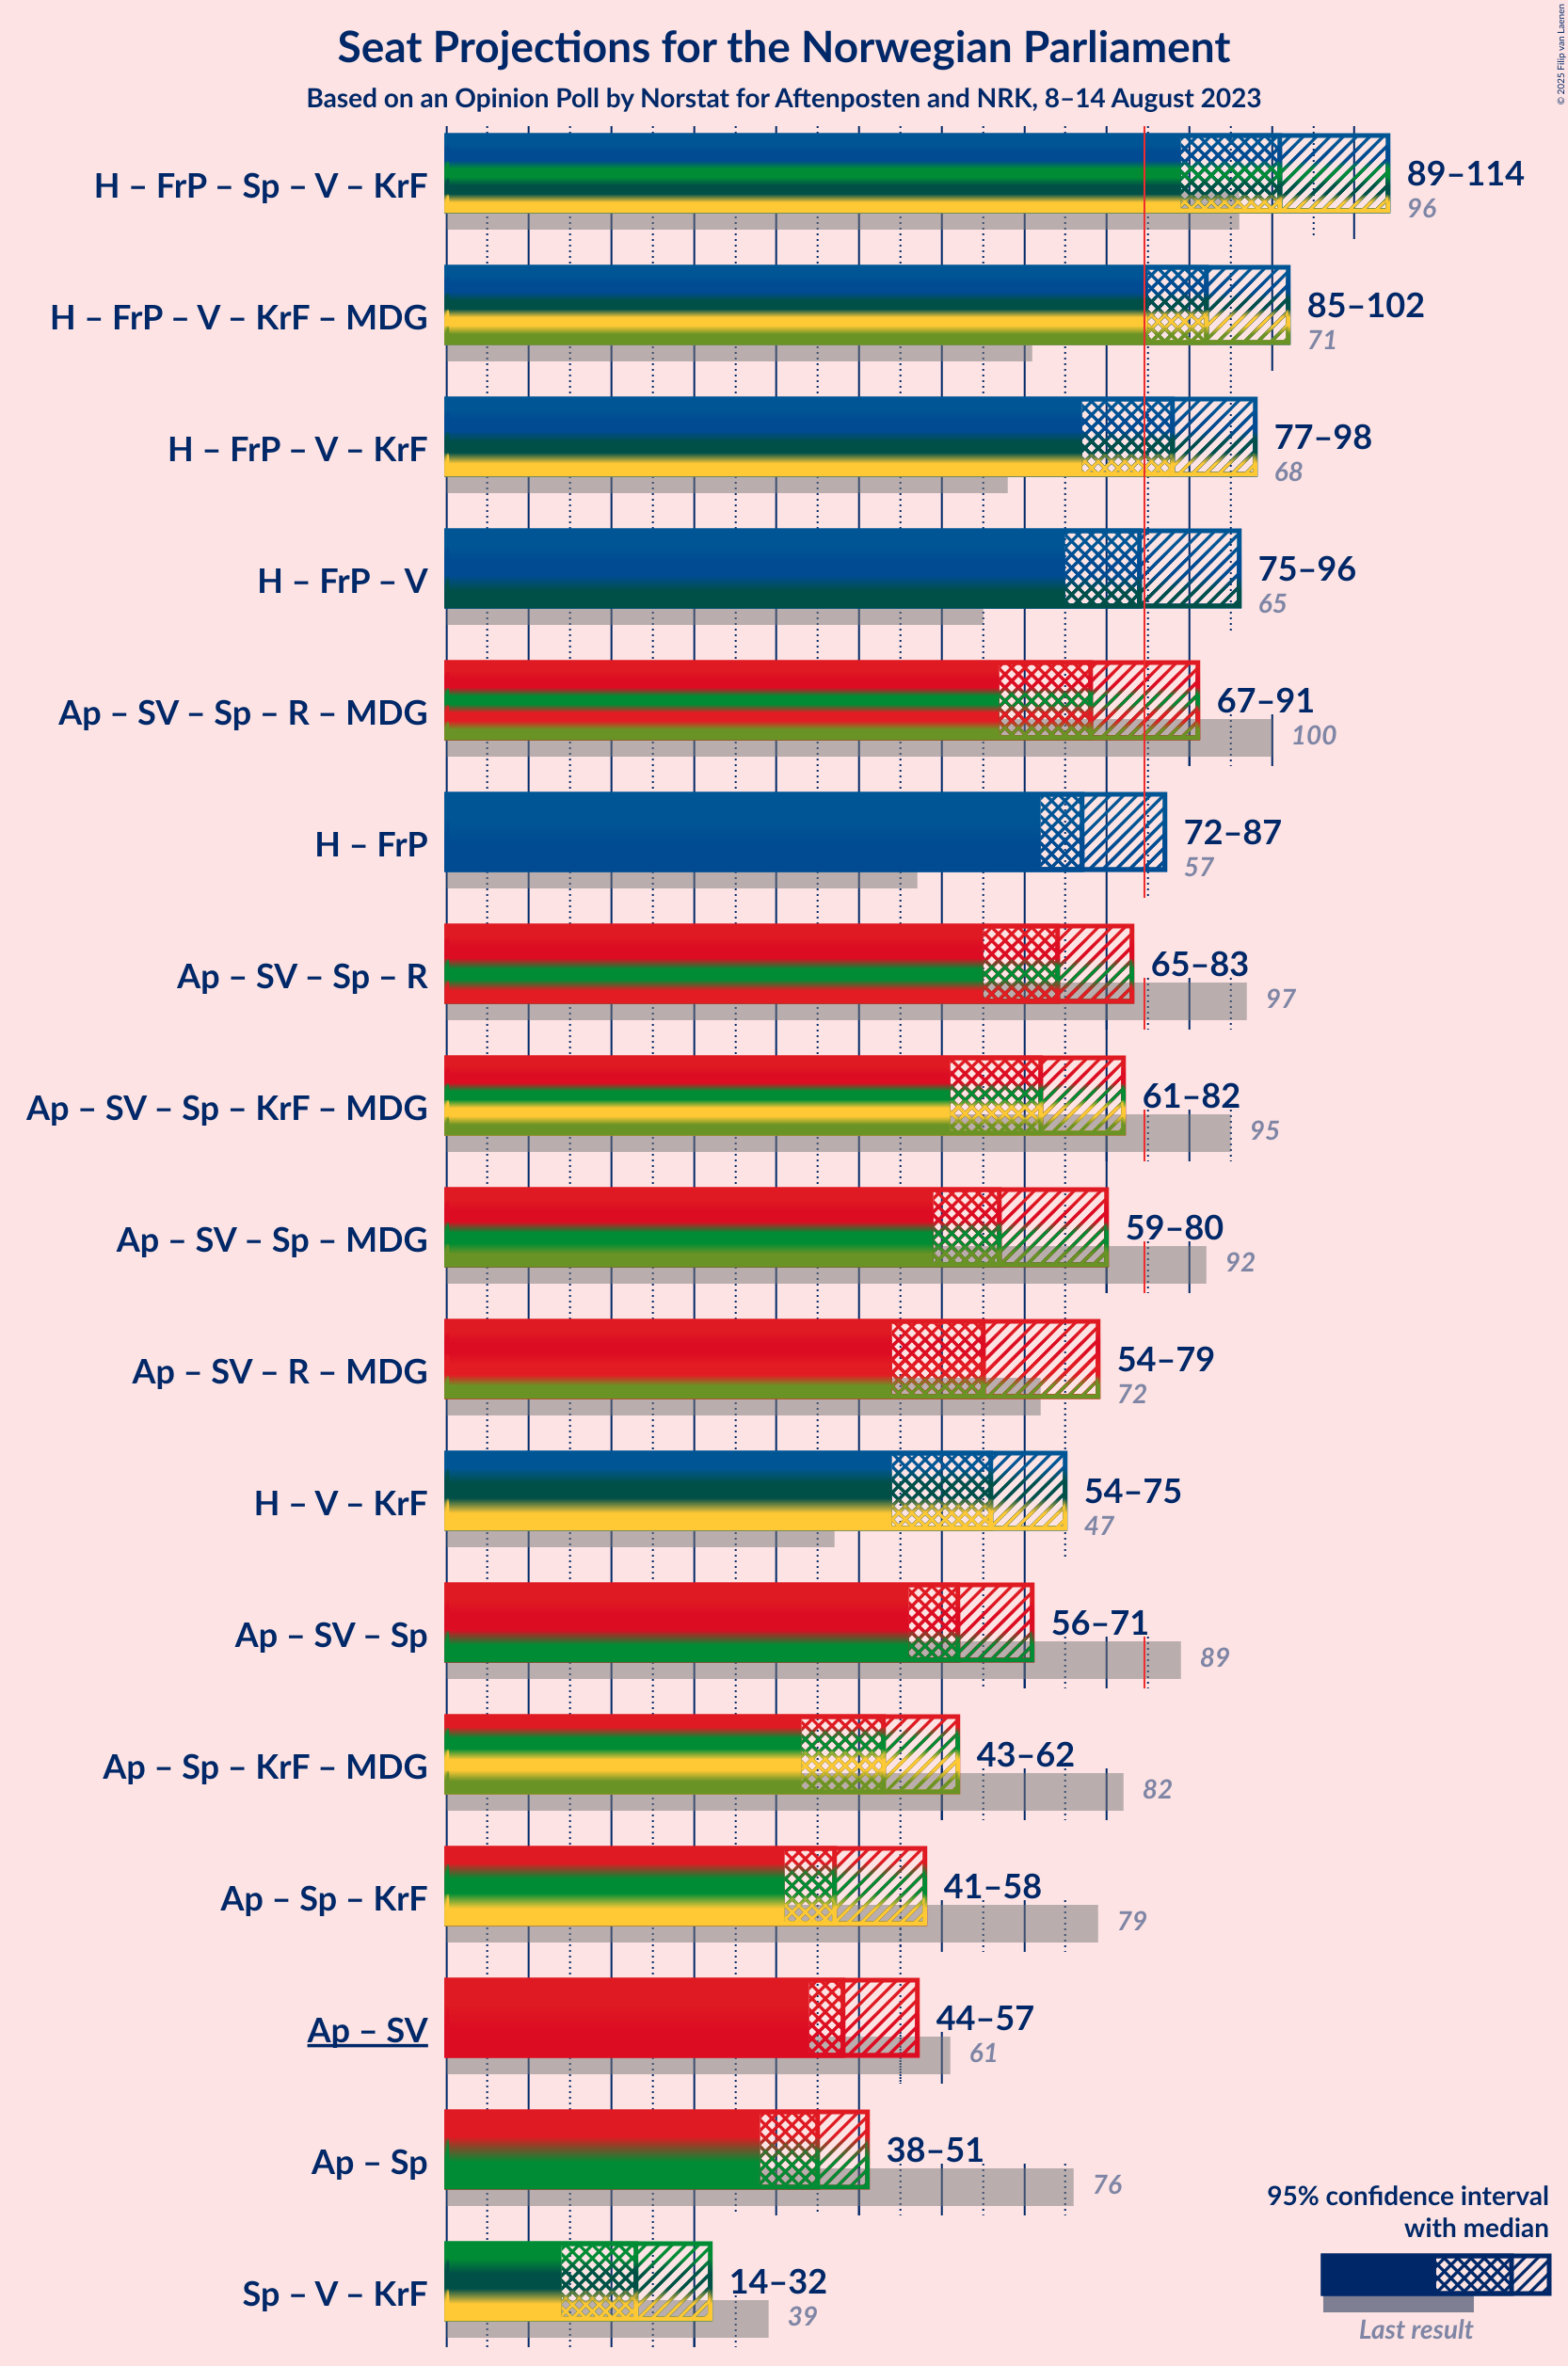 Seat Projections for the Norwegian Parliament
Based on an Opinion Poll by Norstat for Aftenposten and NRK, 8–14 August 2023
© 2025 Filip van Laenen
H – FrP – Sp – V – KrF
89–114
96
H – FrP – V – KrF – MDG
85–102
71
H – FrP – V – KrF
77–98
68
H – FrP – V
75–96
65
Ap – SV – Sp – R – MDG
67–91
100
H – FrP
72–87
57
Ap – SV – Sp – R
65–83
97
Ap – SV – Sp – KrF – MDG
61–82
95
Ap – SV – Sp – MDG
59–80
92
Ap – SV – R – MDG
54–79
72
H – V – KrF
54–75
47
Ap – SV – Sp
56–71
89
Ap – Sp – KrF – MDG
43–62
82
Ap – Sp – KrF
41–58
79
Ap – SV
44–57
61
Ap – Sp
38–51
76
Sp – V – KrF
14–32
39
95% confidence interval
with median
Last result